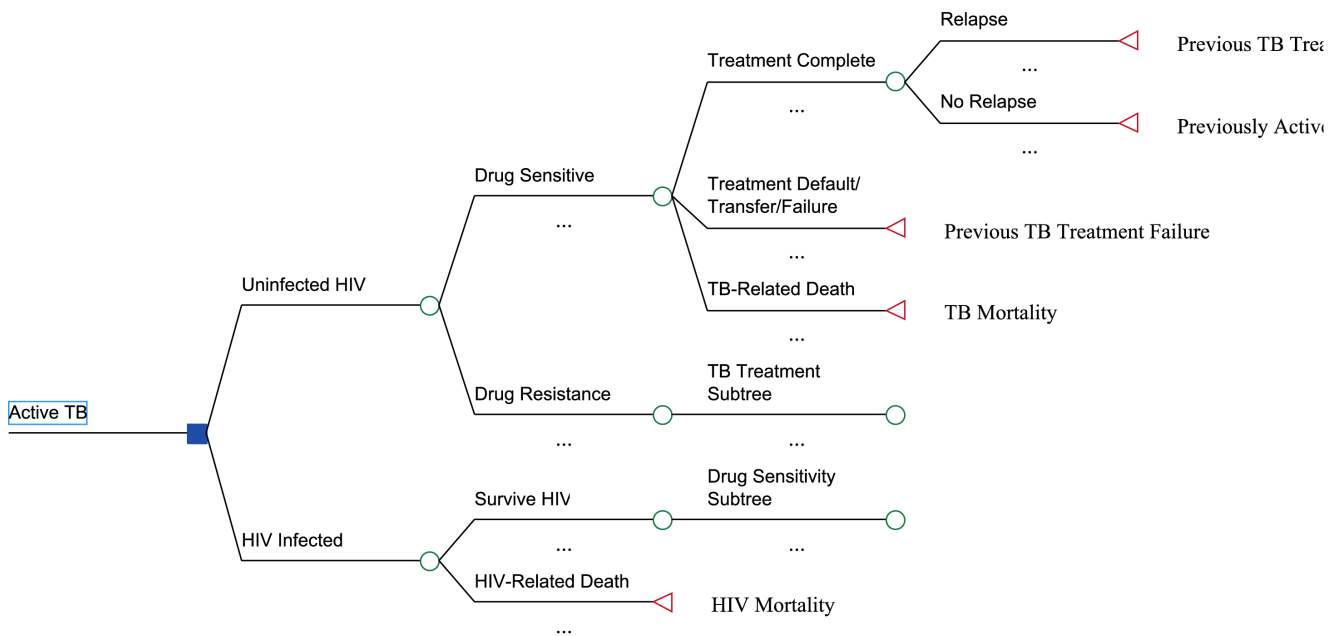 Relapse
Previous TB
...
Treatment Complete
...
No Relapse
Previously
...
Drug Sensitive
...
Treatment Default/
Transfer/Failure
Previous TB Treatment Failure
...
Uninfected HIV
TB-Related Death
TB Mortality
...
TB Treatment
Subtree
Drug Resistance
...
...
Active TB
Drug Sensitivity
Subtree
Survive HIV
...
...
HIV Infected
HIV-Related Death
HIV Mortality
...